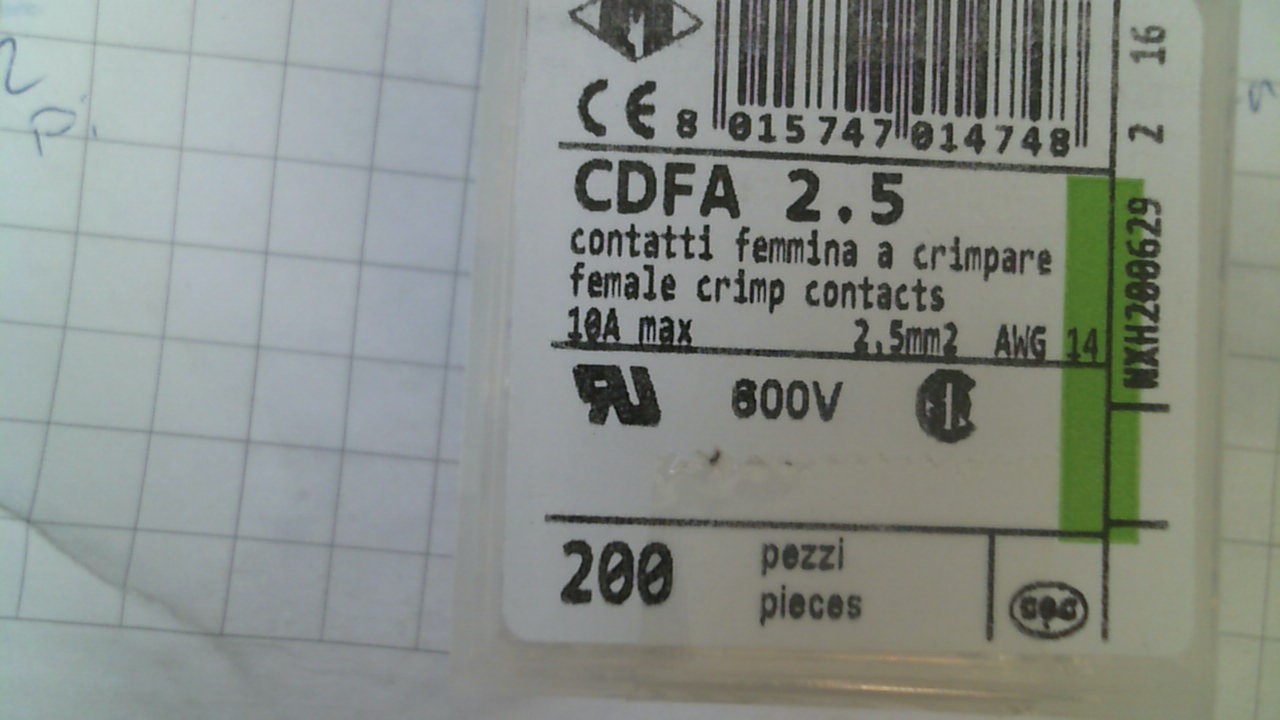 CE
8 015747 014748
CDFA 2.5
contatti femmina a crimpare
female crimp contacts
10A max 2,5mm2 AWG 14
600V
200 pezzi
pieces
2 16
p.